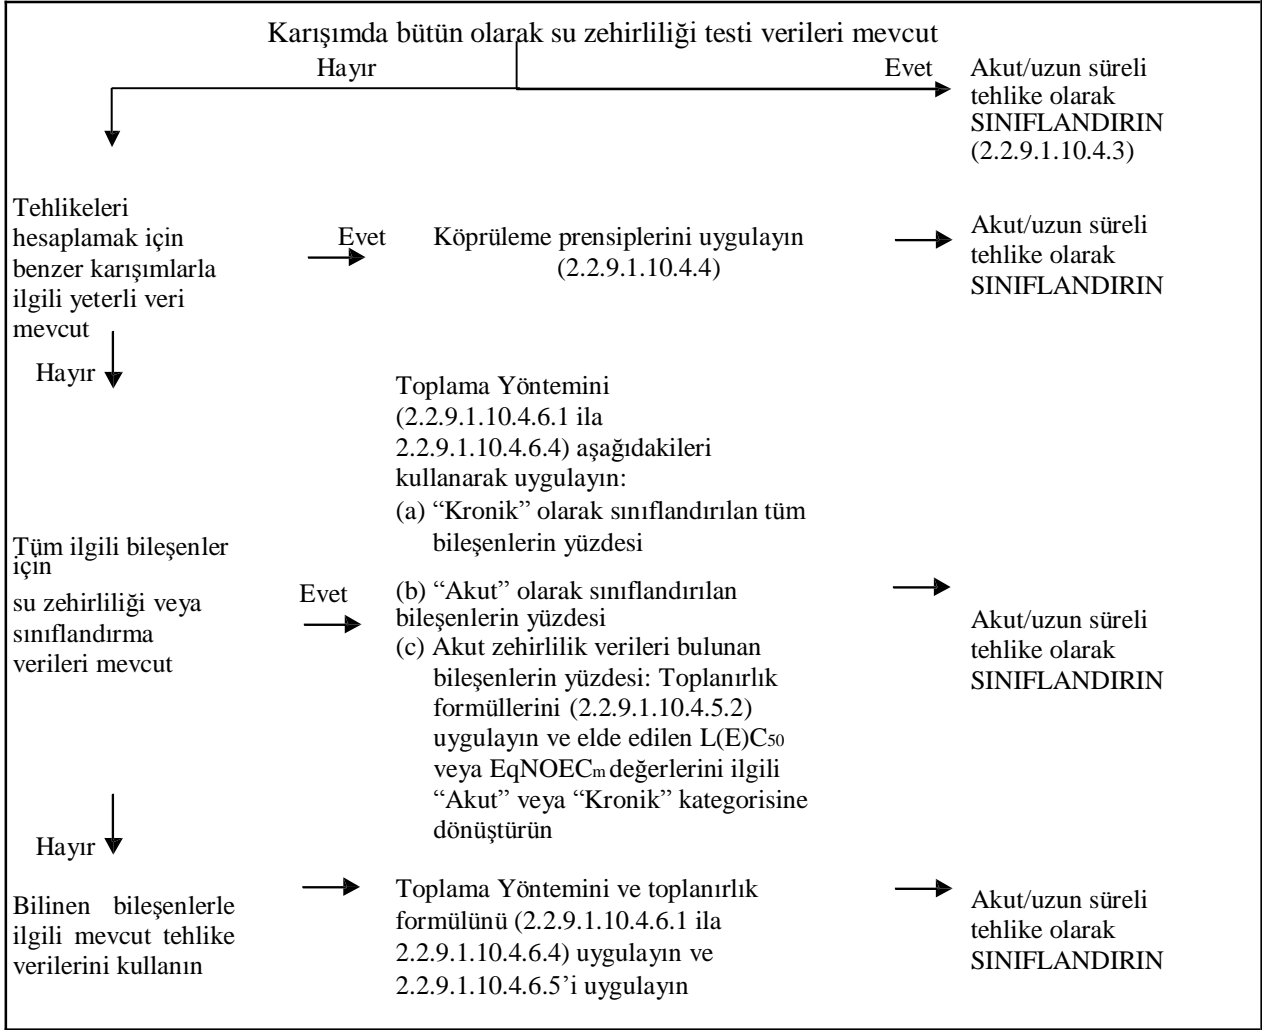 Karışımda bütün olarak su zehirliliği testi verileri mevcut
Hayır
Evet
Akut/uzun süreli
tehlike olarak
SINIFLANDIRIN
(2.2.9.1.10.4.3)
Tehlikeleri
hesaplamak için
benzer karışımlarla
ilgili yeterli veri
mevcut
Evet
Köprüleme prensiplerini uygulayın
(2.2.9.1.10.4.4)
Akut/uzun süreli
tehlike olarak
SINIFLANDIRIN
Hayır
Tüm ilgili bileşenler
için
su zehirliliği veya
sınıflandırma
verileri mevcut
Evet
Toplama Yöntemini
(2.2.9.1.10.4.6.1 ila
2.2.9.1.10.4.6.4) aşağıdakileri
kullanarak uygulayın:
(a) “Kronik” olarak sınıflandırılan tüm
bileşenlerin yüzdesi
(b) “Akut” olarak sınıflandırılan
bileşenlerin yüzdesi
(c) Akut zehirlilik verileri bulunan
bileşenlerin yüzdesi: Toplanırlık
formüllerini (2.2.9.1.10.4.5.2)
uygulayın ve elde edilen L(E)C50
veya EqNOECm değerlerini ilgili
“Akut” veya “Kronik” kategorisine
dönüştürün
Akut/uzun süreli
tehlike olarak
SINIFLANDIRIN
Hayır
Bilinen bileşenlerle
ilgili mevcut tehlike
verilerini kullanın
Toplama Yöntemini ve toplanırlık
formülünü (2.2.9.1.10.4.6.1 ila
2.2.9.1.10.4.6.4) uygulayın ve
2.2.9.1.10.4.6.5’i uygulayın
Akut/uzun süreli
tehlike olarak
SINIFLANDIRIN